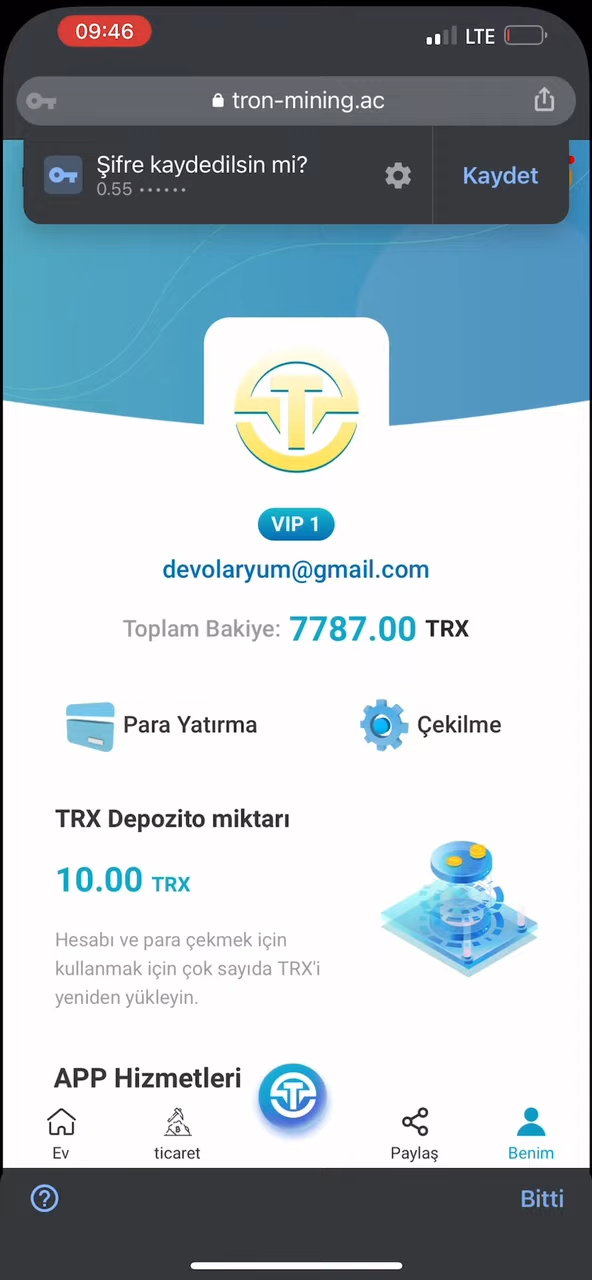 09:46
LTE
tron-mining.ac
Şifre kaydedilsin mi?
Kaydet
0.55 ••••••
VIP 1
devolaryum@gmail.com
Toplam Bakiye: 7787.00 TRX
Para Yatırma
Çekilme
TRX Depozito miktarı
10.00 TRX
Hesabı ve para çekmek için
kullanmak için çok sayıda TRX'i
yeniden yükleyin.
APP Hizmetleri
Ev
ticaret
Paylaş
Benim
Bitti